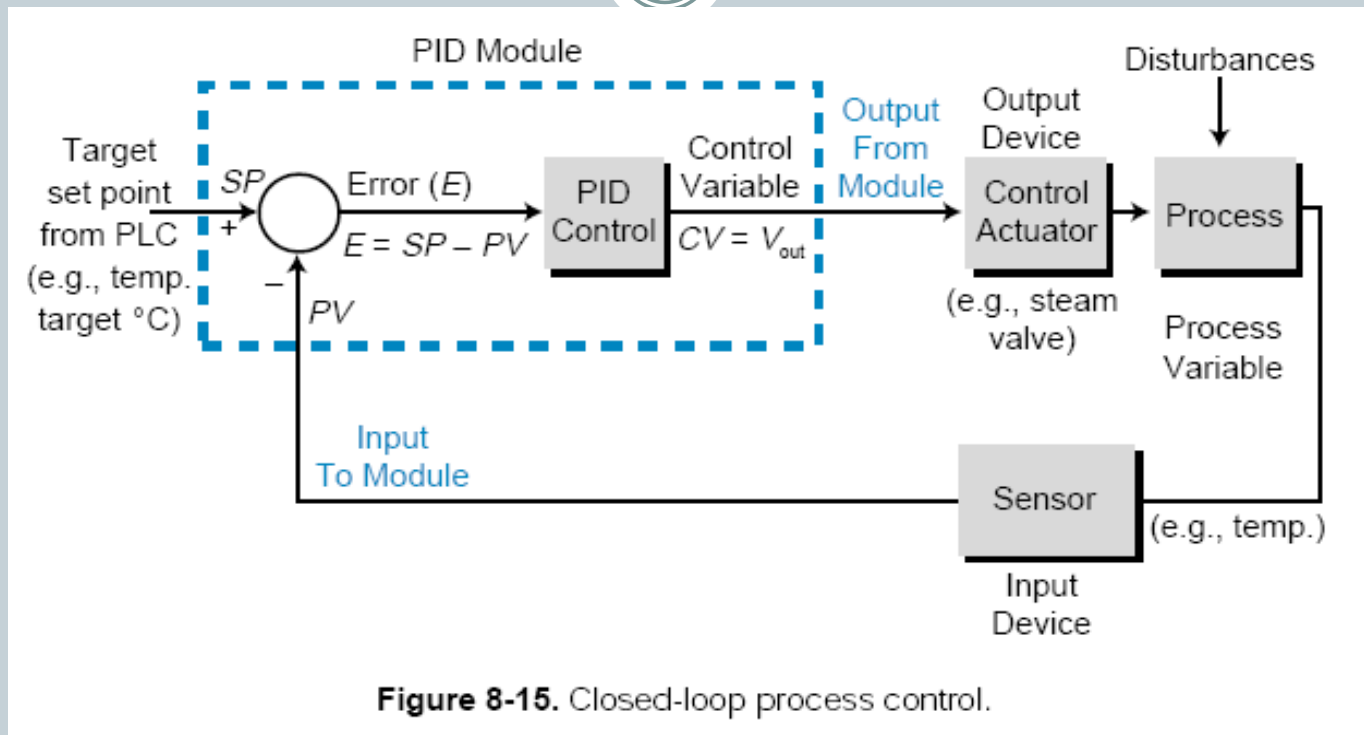 PID Module
Disturbances
Target
set point
from PLC
(e.g., temp.
target °C)
SP
+
–
PV
Error (E)
E = SP – PV
PID
Control
Control
Variable
CV = Vout
Output
From
Module
Output
Device
Control
Actuator
(e.g., steam
valve)
Process
Process
Variable
Input
To Module
Sensor
(e.g., temp.)
Input
Device
Figure 8-15. Closed-loop process control.